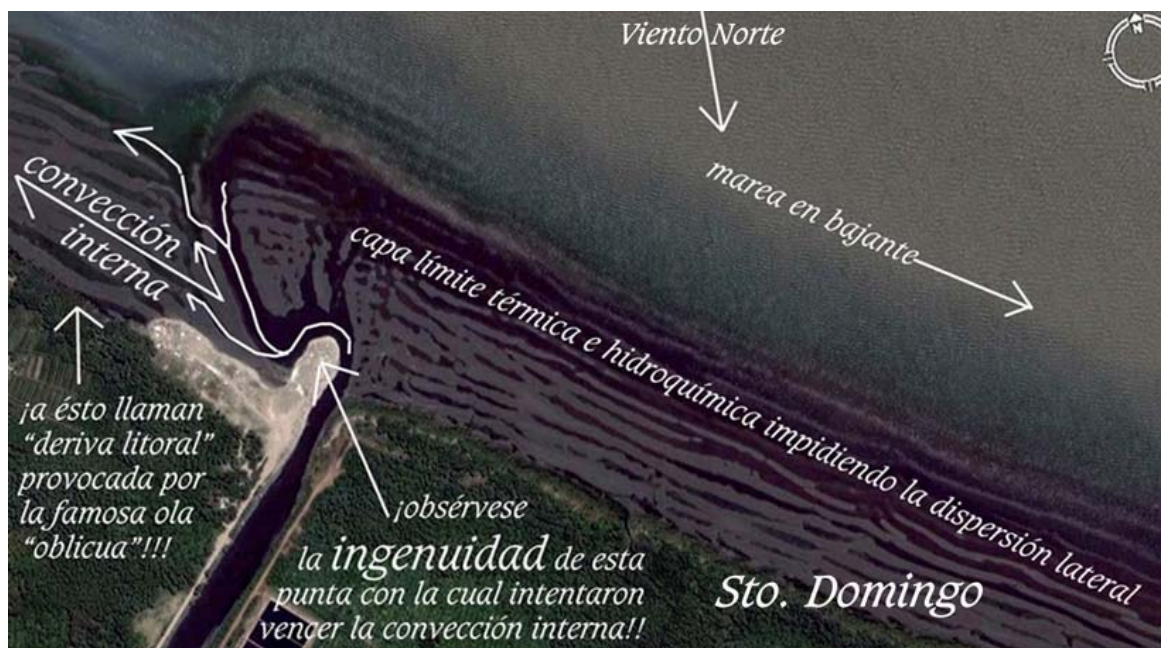 Viento Norte
N
marea en bajante
convección
interna
capa límite térmica e hidroquímica impidiendo la dispersión lateral
¡a ésto llaman
"deriva litoral"
provocada por
la famosa ola
"oblicua"!!!
¡obsérvese
la ingenuidad de esta
punta con la cual intentaron
vencer la convección interna!!
Sto. Domingo